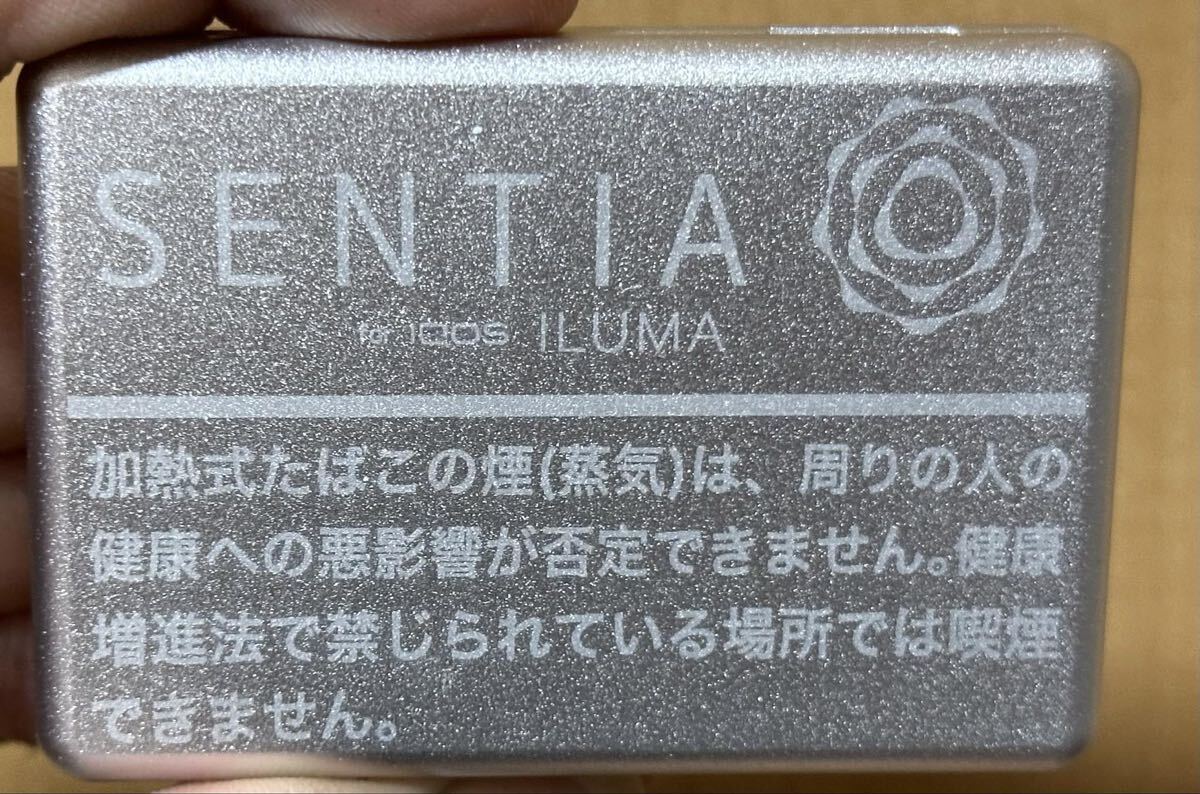 SENTIA
for IQOS ILUMA
加熱式たばこの煙(蒸気)は、周りの人の
健康への悪影響が否定できません。健康
増進法で禁じられている場所では喫煙
できません。